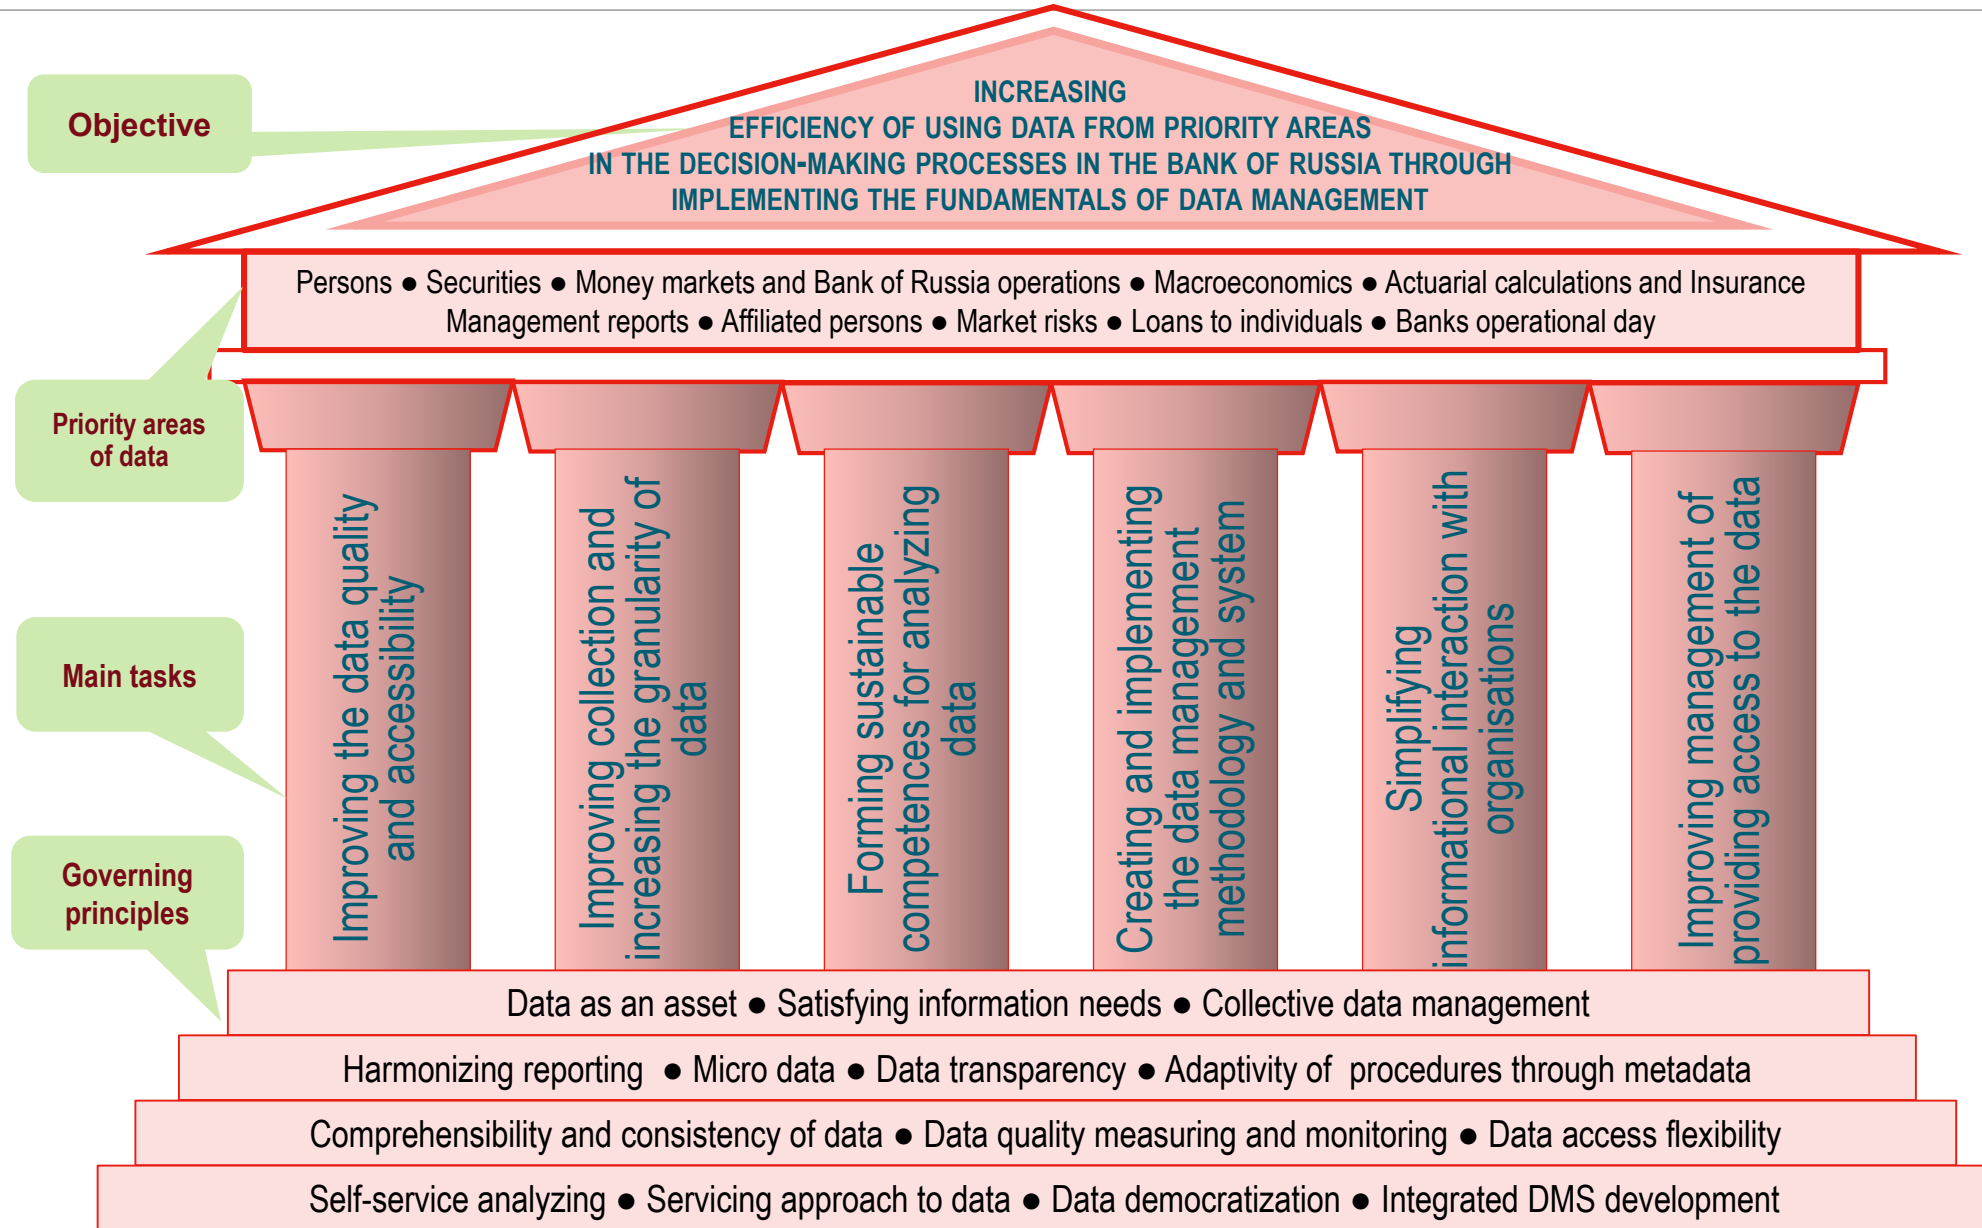 Objective
INCREASING
EFFICIENCY OF USING DATA FROM PRIORITY AREAS
IN THE DECISION-MAKING PROCESSES IN THE BANK OF RUSSIA THROUGH
IMPLEMENTING THE FUNDAMENTALS OF DATA MANAGEMENT
Persons ● Securities ● Money markets and Bank of Russia operations ● Macroeconomics ● Actuarial calculations and Insurance
Management reports ● Affiliated persons ● Market risks ● Loans to individuals ● Banks operational day
Priority areas
of data
Main tasks
Improving the data quality
and accessibility
Improving collection and
increasing the granularity of
data
Forming sustainable
competences for analyzing
data
Creating and implementing
the data management
methodology and system
Simplifying
informational interaction with
organisations
Improving management of
providing access to the data
Governing
principles
Data as an asset ● Satisfying information needs ● Collective data management
Harmonizing reporting ● Micro data ● Data transparency ● Adaptivity of procedures through metadata
Comprehensibility and consistency of data ● Data quality measuring and monitoring ● Data access flexibility
Self-service analyzing ● Servicing approach to data ● Data democratization ● Integrated DMS development